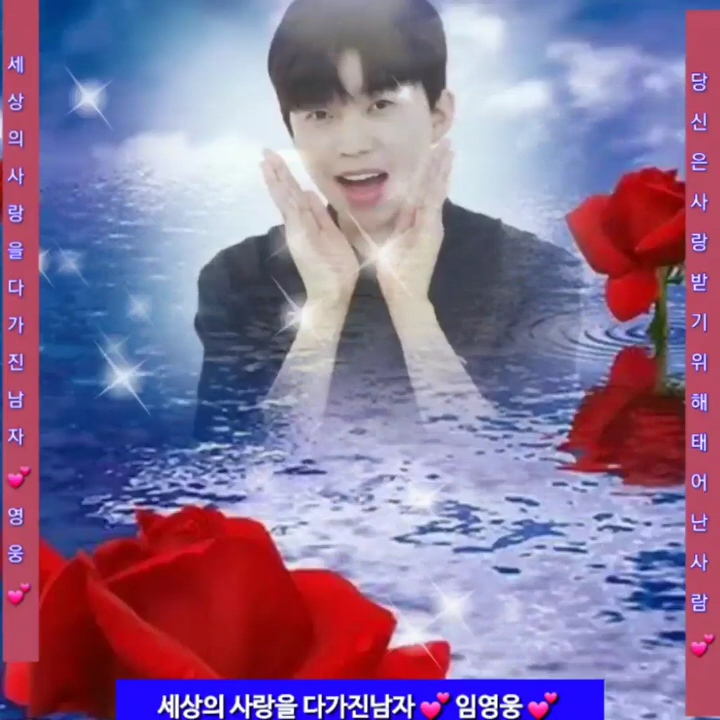 세상의사랑을다가진남자 💕 영웅 💕
당신은사랑받기위해태어난사람 💕
세상의 사랑을 다가진남자 💕 임영웅 💕